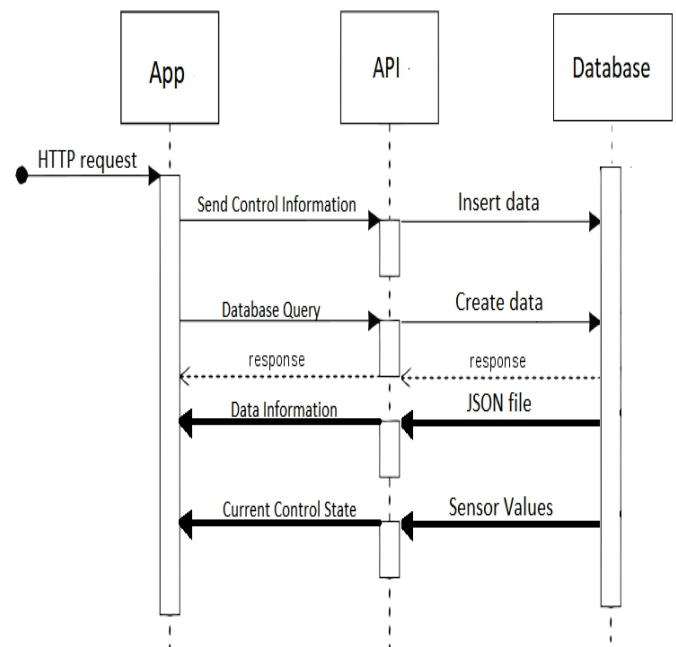 App
API
Database
HTTP request
Send Control Information
Insert data
Database Query
Create data
response
response
Data Information
JSON file
Current Control State
Sensor Values